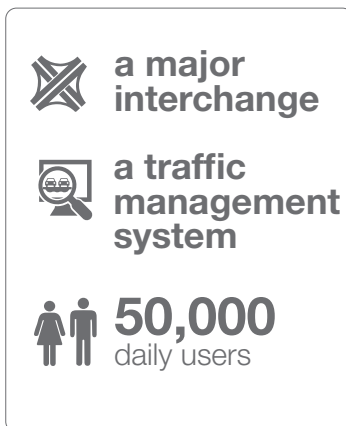 a major
interchange
a traffic
management
system
50,000
daily users